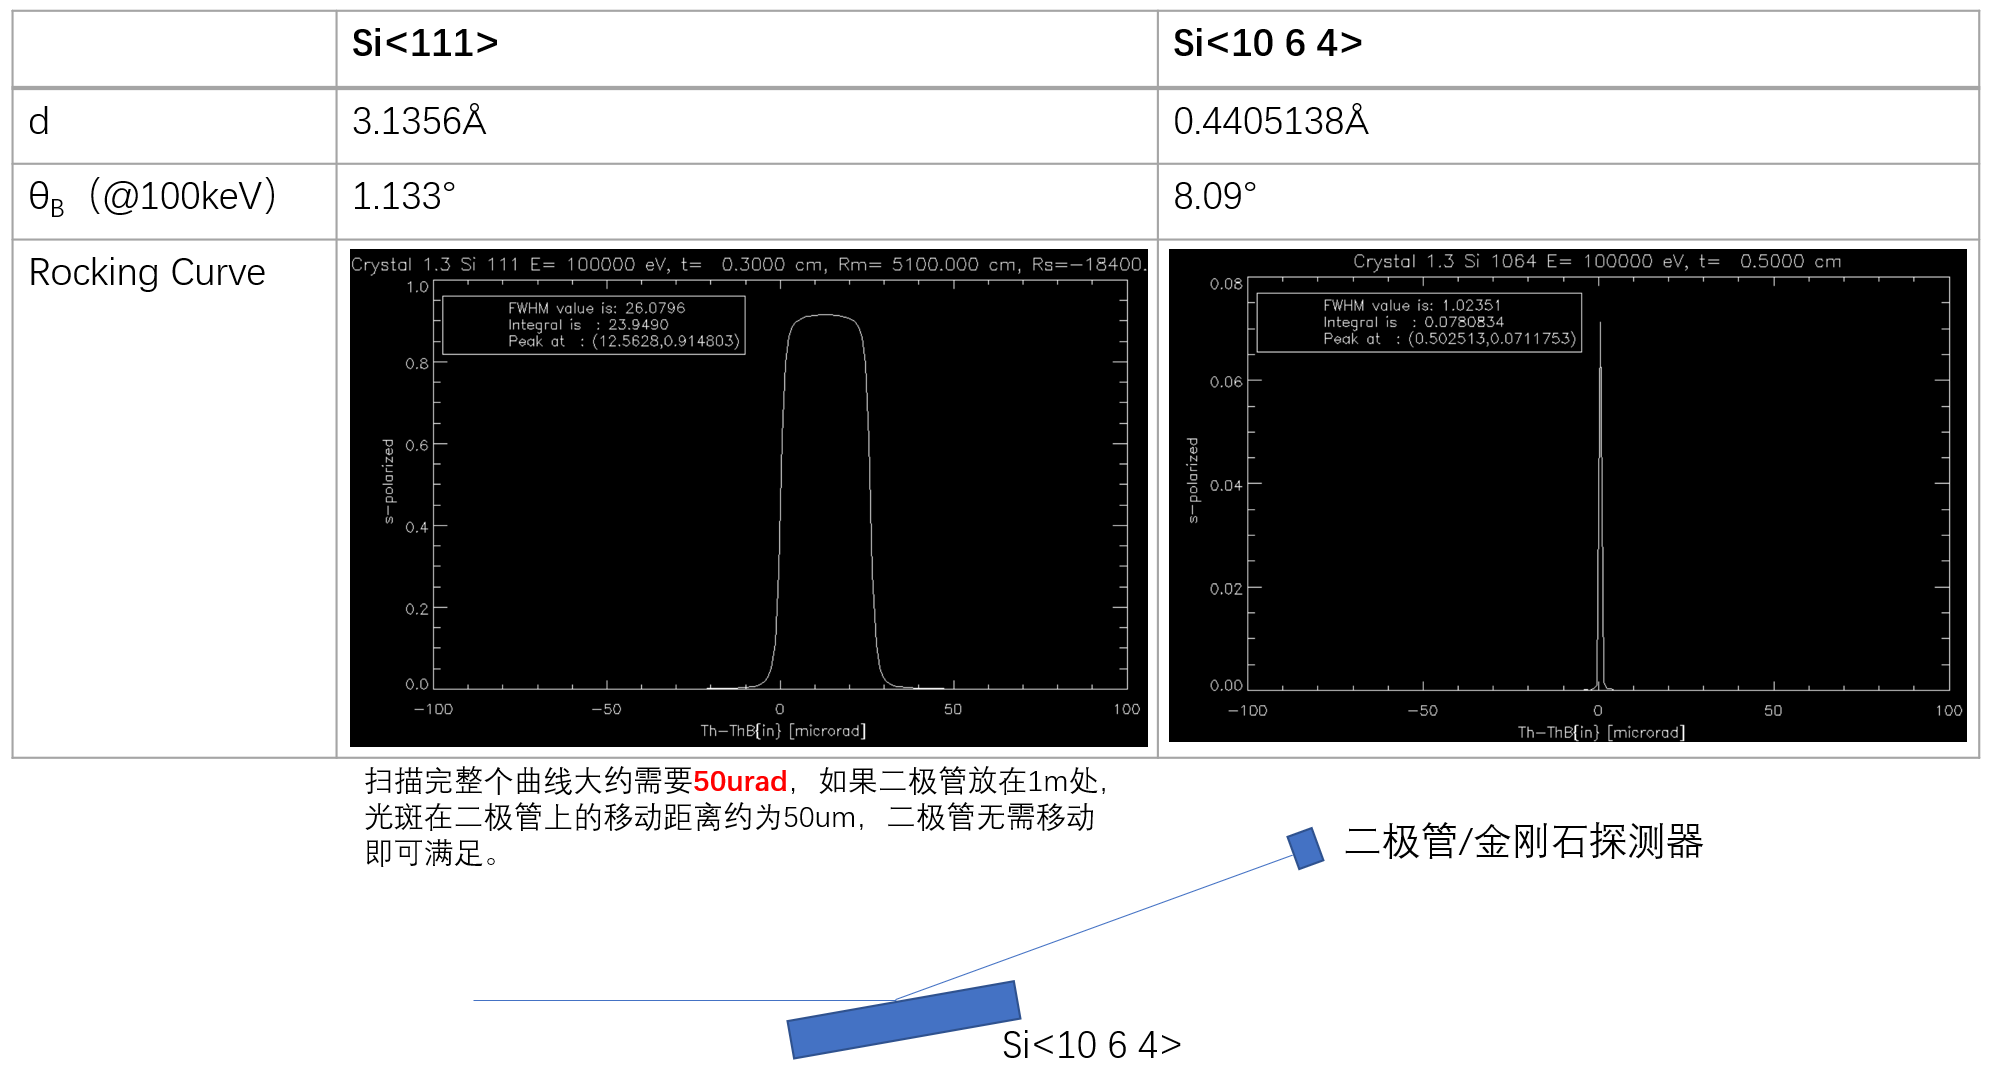 Si<111>
Si<10 6 4>
d
3.1356Å
0.4405138Å
θB（@100keV）
1.133°
8.09°
Rocking Curve
Crystal 1.3 Si 111 E= 100000 eV, t=  0.3000 cm, Rm= 5100.000 cm, Rs=-18400.
FWHM value is: 26.0796
Integral is  : 23.9490
Peak at  : (12.5628,0.914803)
1.0
0.8
0.6
0.4
0.2
0.0
s-polarized
-100
-50
0
50
100
Th-ThB{in} [microrad]
Crystal 1.3 Si 1064 E= 100000 eV, t=  0.5000 cm
FWHM value is: 1.02351
Integral is  : 0.0780834
Peak at  : (0.502513,0.0711753)
0.08
0.06
0.04
0.02
0.00
s-polarized
-100
-50
0
50
100
Th-ThB{in} [microrad]
扫描完整个曲线大约需要50urad，如果二极管放在1m处，
光斑在二极管上的移动距离约为50um，二极管无需移动
即可满足。
二极管/金刚石探测器
Si<10 6 4>